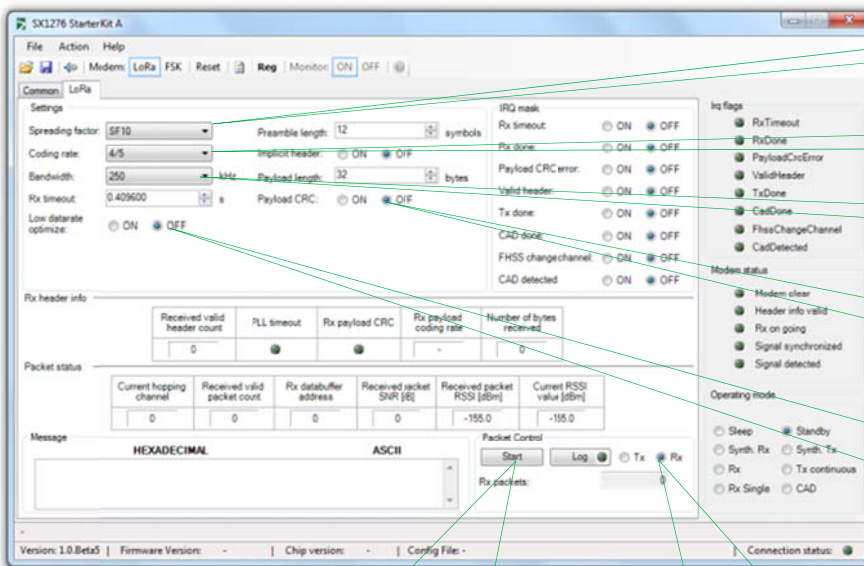 SX1276 StarterKit A
File Action Help
Modem: LoRa FSK Reset Reg Monitor: ON OFF
Common LoRa
Settings
Spreading factor: SF10
Coding rate: 4/5
Bandwidth: 250 kHz
Rx timeout: 0.409600 s
Low datarate optimize: ON OFF
Preamble length: 12 symbols
Implicit header: ON OFF
Payload length: 32 bytes
Payload CRC: ON OFF
IRQ mask
Rx timeout: ON OFF
Rx done: ON OFF
Payload CRC error: ON OFF
Valid header: ON OFF
Tx done: ON OFF
CAD done: ON OFF
FHSS change channel: ON OFF
CAD detected ON OFF
Irq flags
RxTimeout
RxDone
PayloadCrcError
ValidHeader
TxDone
CadDone
FhssChangeChannel
CadDetected
Modem status
Modem clear
Header info valid
Rx on going
Signal synchronized
Signal detected
Rx header info
Received valid header count PLL timeout Rx payload CRC Rx payload coding rate Number of bytes received
0 - 0
Packet status
Current hopping channel Received valid packet count Rx databuffer address Received packet SNR [dB] Received packet RSSI [dBm] Current RSSI value [dBm]
0 0 0 0 -155.0 -155.0
Operating mode
Sleep Standby
Synth. Rx Synth. Tx
Rx Tx continuous
Rx Single CAD
Message
HEXADECIMAL ASCII
Packet Control
Start Log Tx Rx
Rx packets: 0
-
Version: 1.0.Beta5 | Firmware Version: - | Chip version: - | Config File: - | Connection status: